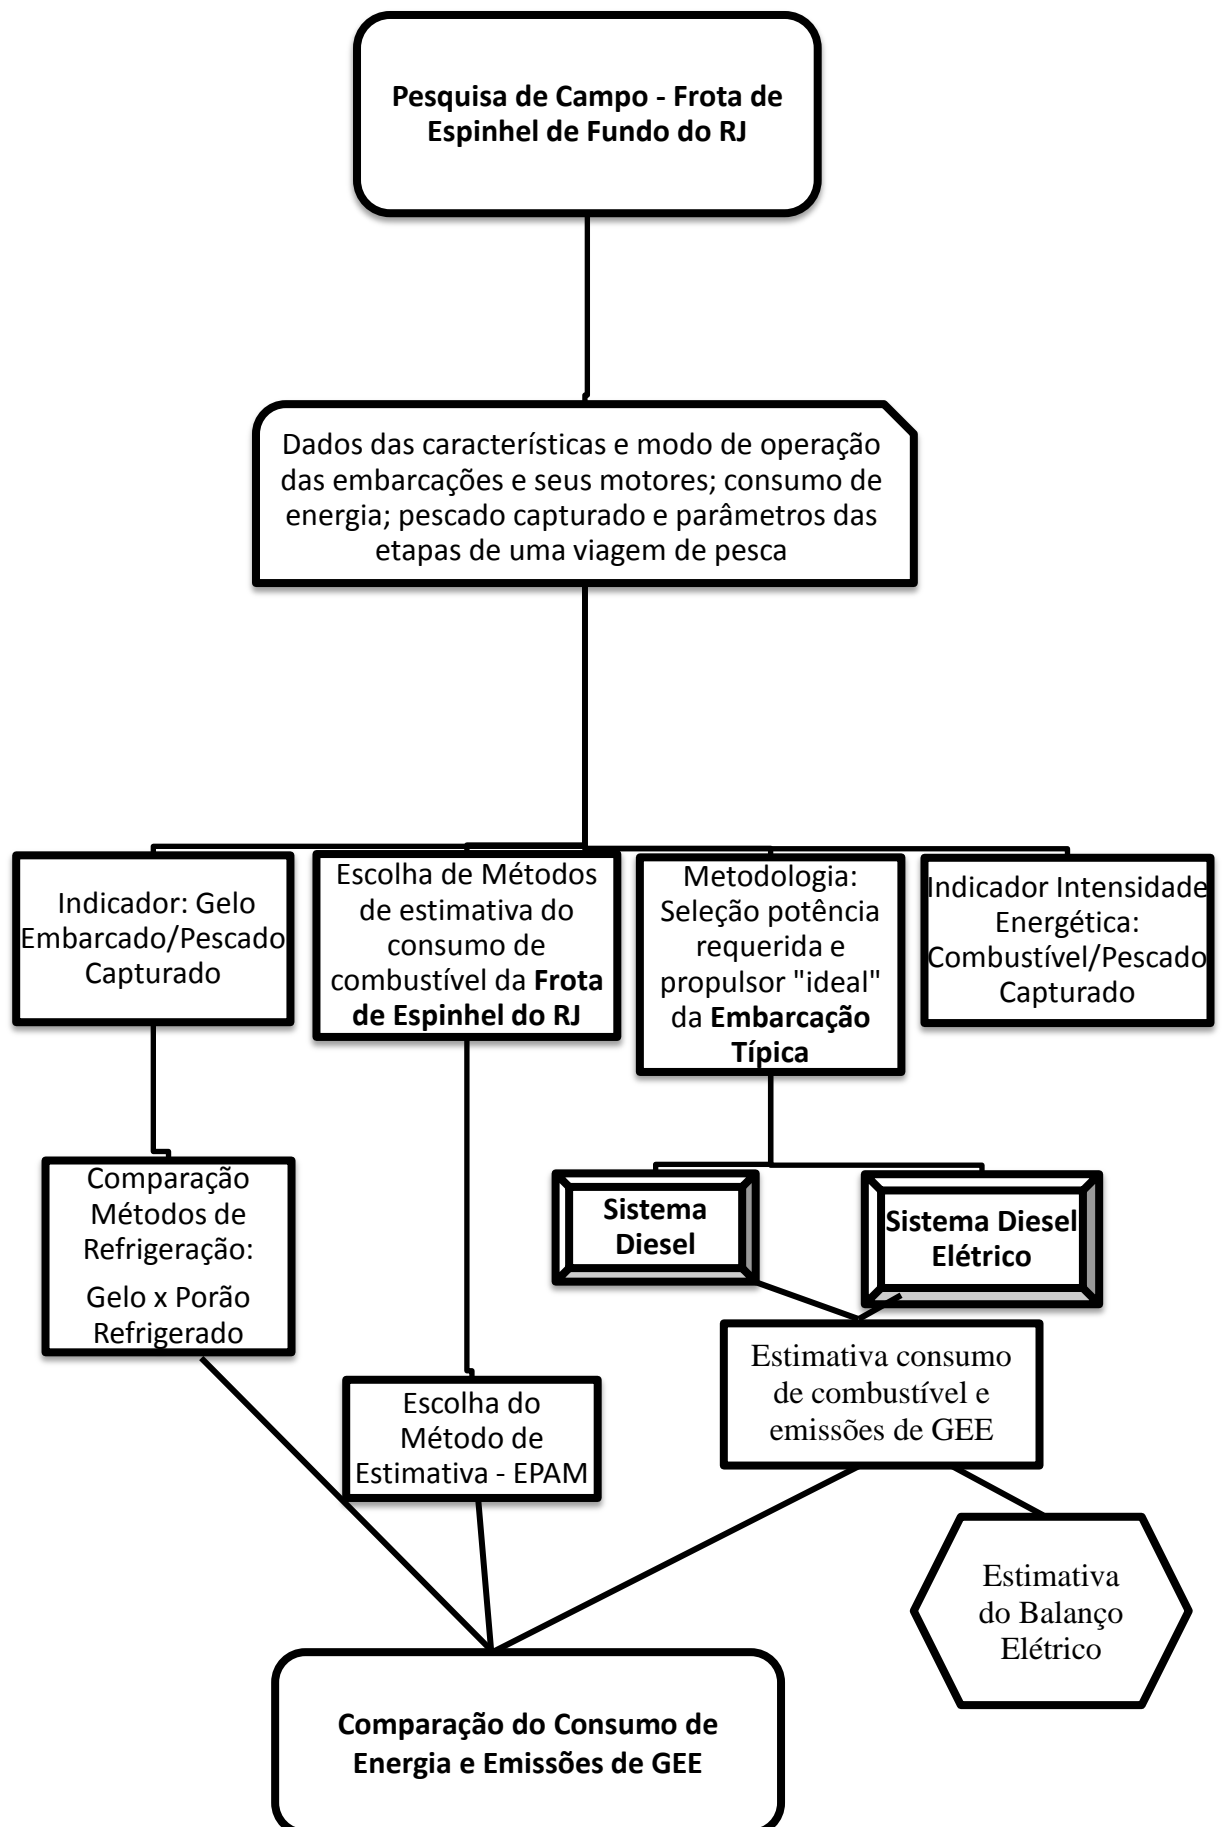 Pesquisa de Campo - Frota de
Espinhel de Fundo do RJ
Dados das características e modo de operação
das embarcações e seus motores; consumo de
energia; pescado capturado e parâmetros das
etapas de uma viagem de pesca
Indicador: Gelo
Embarcado/Pescado
Capturado
Escolha de Métodos
de estimativa do
consumo de
combustível da Frota
de Espinhel do RJ
Metodologia:
Seleção potência
requerida e
propulsor "ideal"
da Embarcação
Típica
Indicador Intensidade
Energética:
Combustível/Pescado
Capturado
Comparação
Métodos de
Refrigeração:
Gelo x Porão
Refrigerado
Sistema
Diesel
Sistema Diesel
Elétrico
Estimativa consumo
de combustível e
emissões de GEE
Escolha do
Método de
Estimativa - EPAM
Estimativa
do Balanço
Elétrico
Comparação do Consumo de
Energia e Emissões de GEE